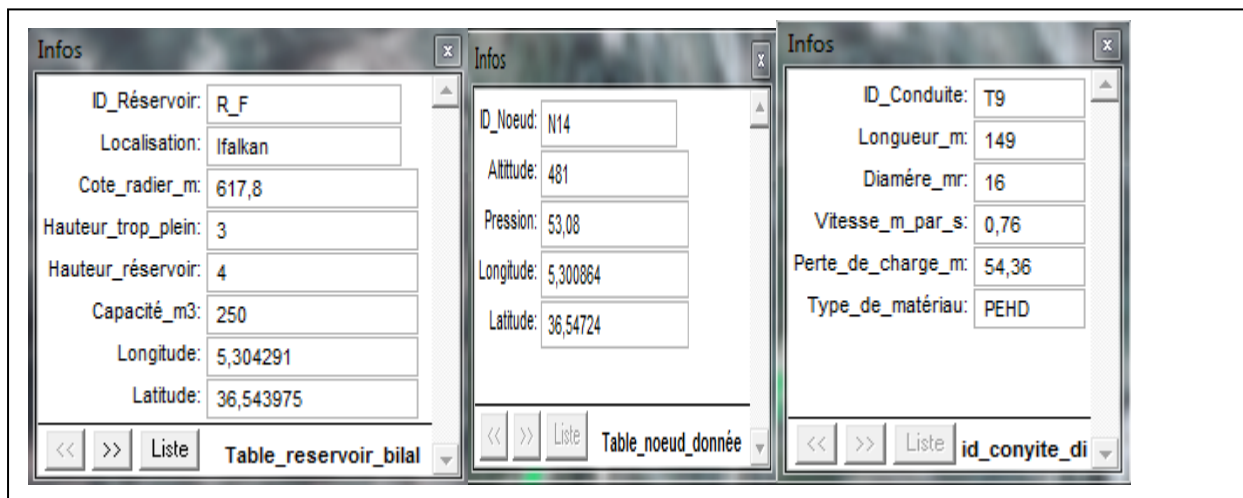 Infos
x
ID_Réservoir: R_F
Localisation: Ifalkan
Cote_radier_m: 617,8
Hauteur_trop_plein: 3
Hauteur_réservoir: 4
Capacité_m3: 250
Longitude: 5,304291
Latitude: 36,543975
<< >> Liste Table_reservoir_bilal
Infos
x
ID_Noeud: N14
Altittude: 481
Pression: 53,08
Longitude: 5,300864
Latitude: 36,54724
<< >> Liste Table_noeud_donnée
Infos
x
ID_Conduite: T9
Longueur_m: 149
Diamére_mr: 16
Vitesse_m_par_s: 0,76
Perte_de_charge_m: 54,36
Type_de_matériau: PEHD
<< >> Liste id_conyite_di